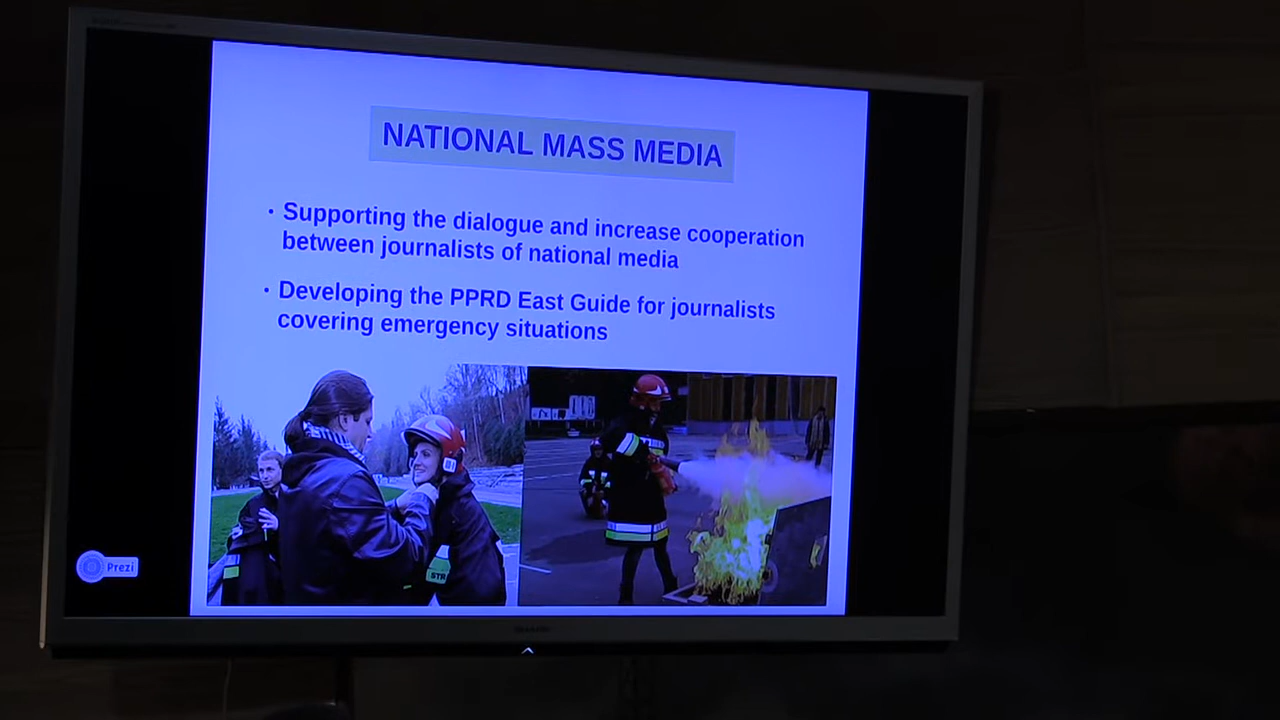 NATIONAL MASS MEDIA
• Supporting the dialogue and increase cooperation
between journalists of national media
• Developing the PPRD East Guide for journalists
covering emergency situations
STR
Prezi